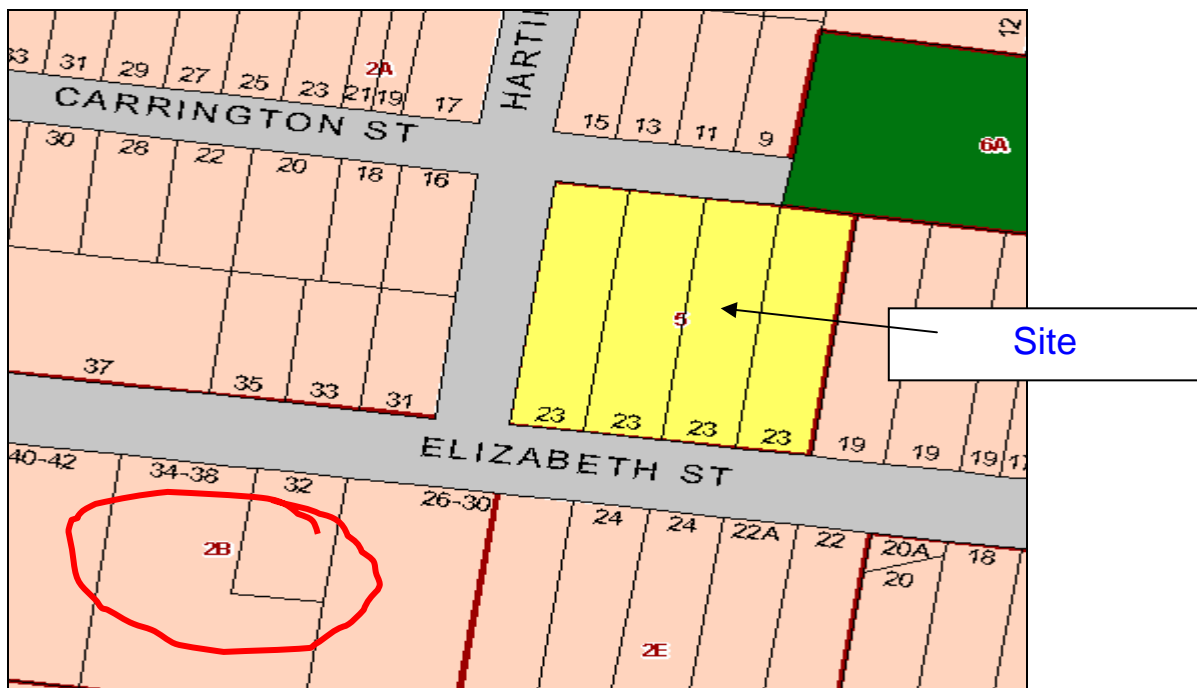 12
33 31 29 27 25 23 21 19 17
2A
HARTIN
15 13 11 9
6A
CARRINGTON ST
30 28 22 20 18 16
5
Site
37 35 33 31
23 23 23 23 19 19 19 17
ELIZABETH ST
40-42 34-38 32 26-30
24 24 22A 22 20A 18
20
2B
2E